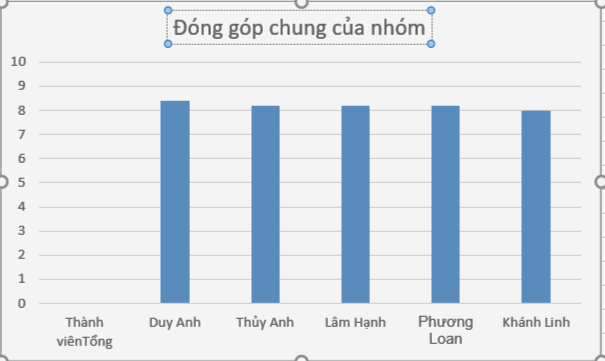 Đóng góp chung của nhóm
10
9
8
7
6
5
4
3
2
1
0
Thành
viênTổng
Duy Anh
Thủy Anh
Lâm Hạnh
Phương
Loan
Khánh Linh